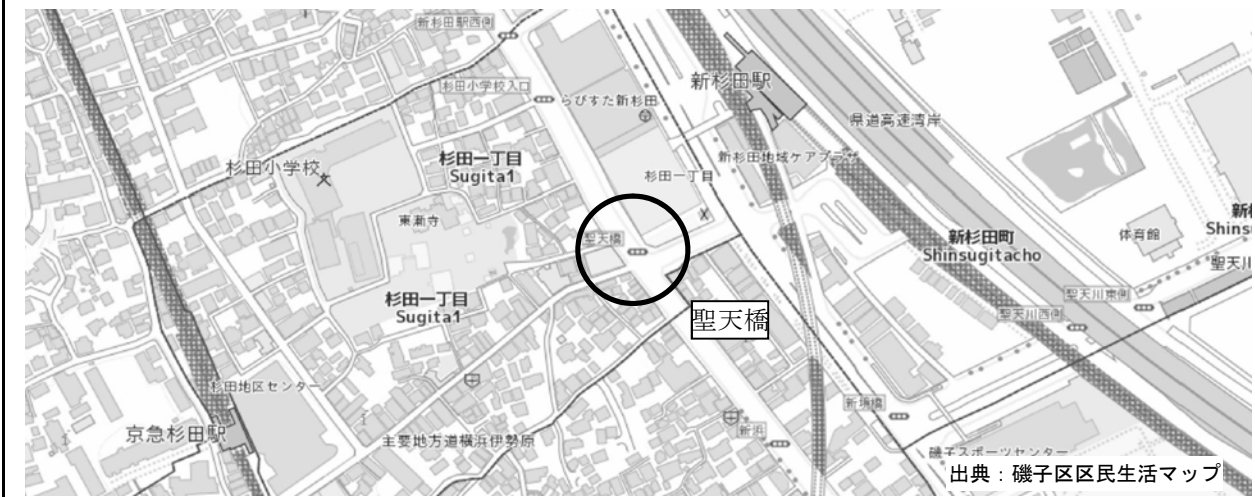 新杉田駅西側
杉田小学校入口
らびすた新杉田
新杉田駅
県道高速湾岸
杉田小学校
杉田一丁目
Sugita1
杉田一丁目
新杉田地域ケアプラザ
東漸寺
聖天橋
新杉田町
Shinsugitacho
体育館
Shins
聖天川
杉田一丁目
Sugita1
聖天橋
聖天川東側
聖天川西側
杉田地区センター
新垣橋
京急杉田駅
主要地方道横浜伊勢原
新浜
磯子スポーツセンター
出典：磯子区区民生活マップ